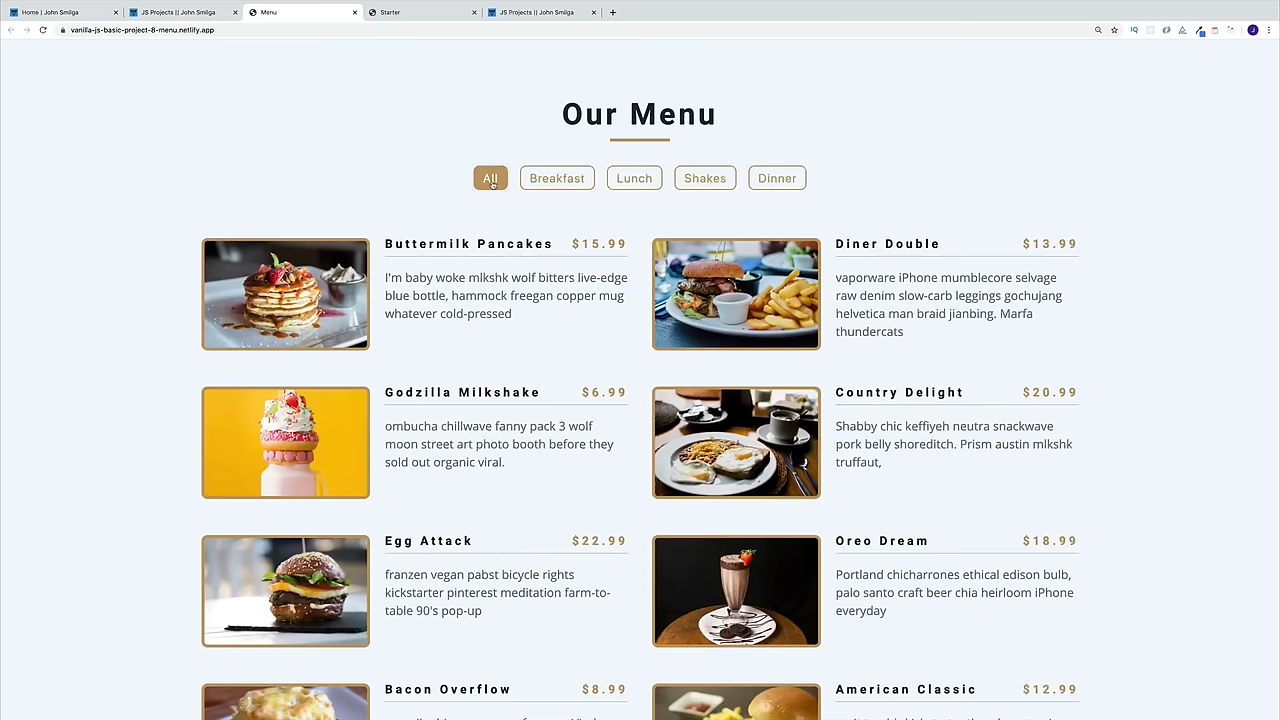 Home | John Smilga
JS Projects || John Smilga
Menu
Starter
JS Projects || John Smilga
vanilla-js-basic-project-8-menu.netlify.app
IQ
J
Our Menu
All
Breakfast
Lunch
Shakes
Dinner
Buttermilk Pancakes $15.99
I'm baby woke mlkshk wolf bitters live-edge
blue bottle, hammock freegan copper mug
whatever cold-pressed
Diner Double $13.99
vaporware iPhone mumblecore selvage
raw denim slow-carb leggings gochujang
helvetica man braid jianbing. Marfa
thundercats
Godzilla Milkshake $6.99
ombucha chillwave fanny pack 3 wolf
moon street art photo booth before they
sold out organic viral.
Country Delight $20.99
Shabby chic keffiyeh neutra snackwave
pork belly shoreditch. Prism austin mlkshk
truffaut,
Egg Attack $22.99
franzen vegan pabst bicycle rights
kickstarter pinterest meditation farm-to-
table 90's pop-up
Oreo Dream $18.99
Portland chicharrones ethical edison bulb,
palo santo craft beer chia heirloom iPhone
everyday
Bacon Overflow $8.99
American Classic $12.99